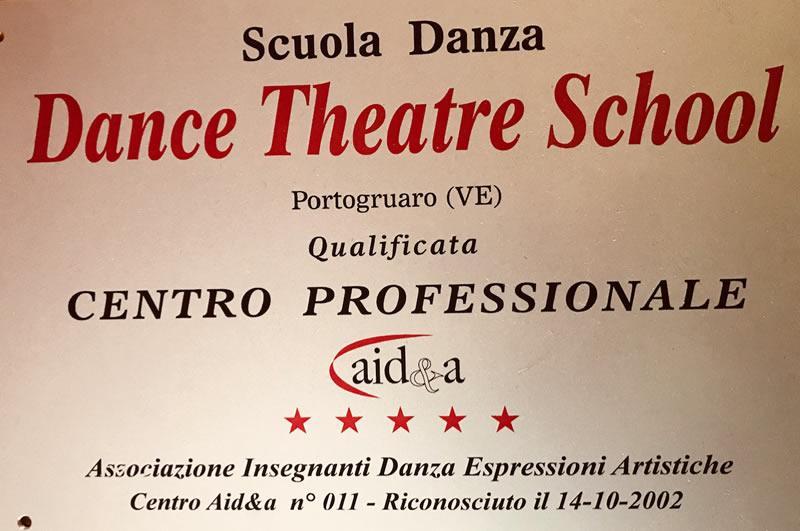 Scuola Danza
Dance Theatre School
Portogruaro (VE)
Qualificata
CENTRO PROFESSIONALE
aid&a
Associazione Insegnanti Danza Espressioni Artistiche
Centro Aid&a n° 011 - Riconosciuto il 14-10-2002